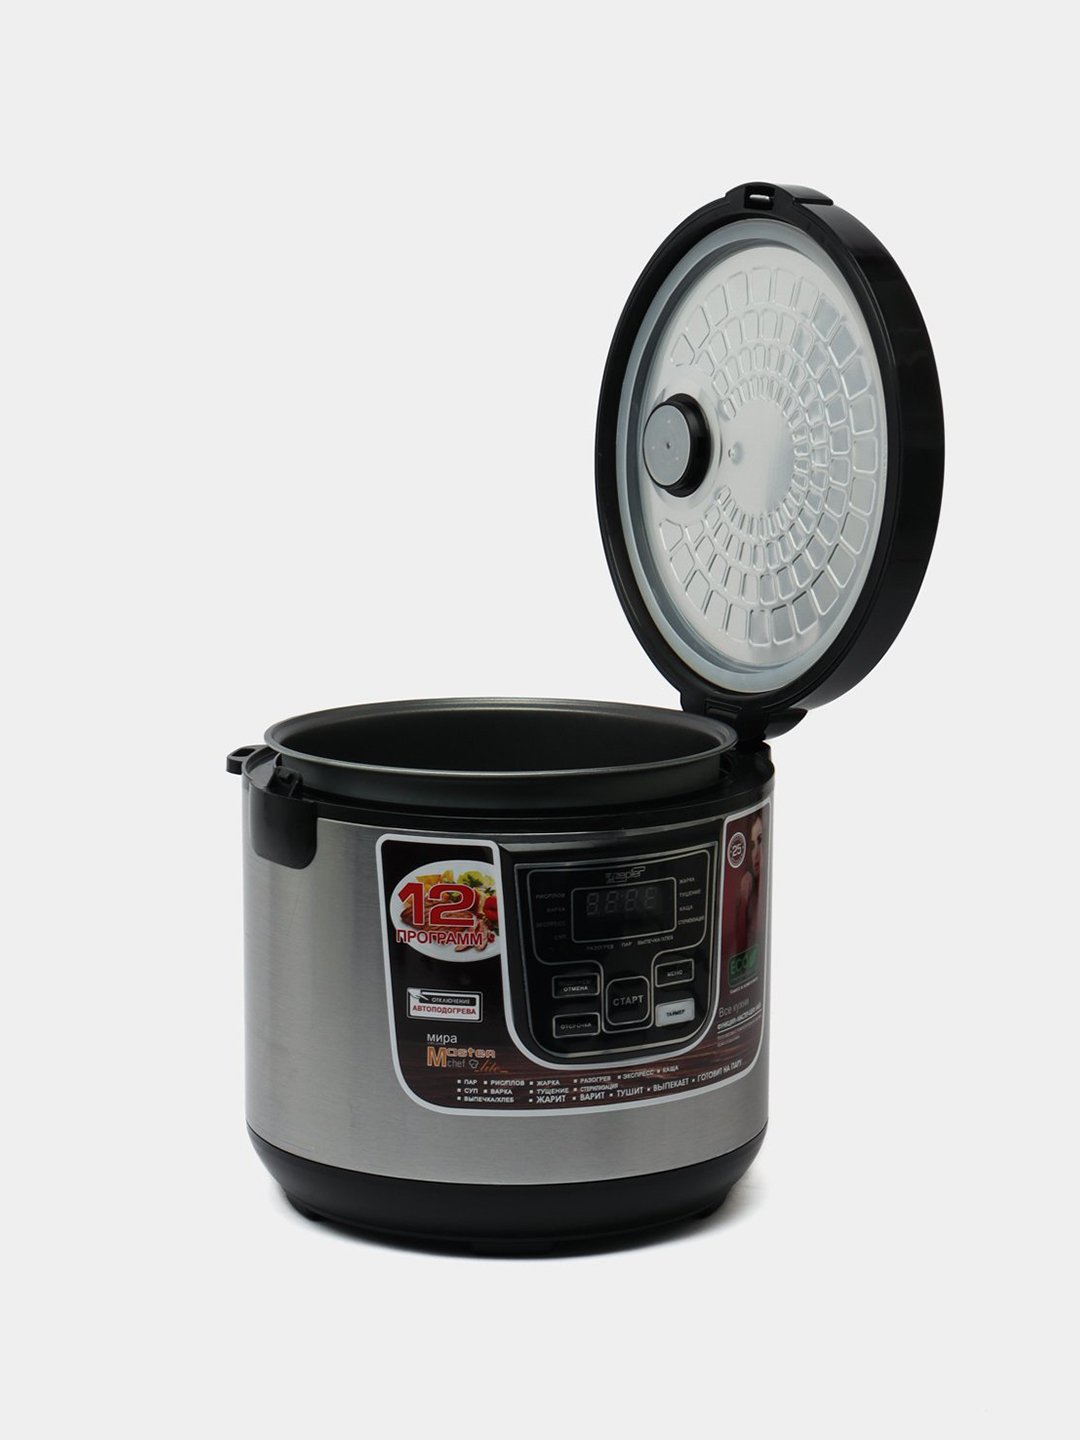 12
ПРОГРАММ
ОТКЛЮЧЕНИЕ
АВТОПОДОГРЕВА
мира
Master
chef lite
zepter
РИСПЛОВ
ВАРКА
ЭКСПРЕСС
СУП
ЖАРКА
ТУШЕНИЕ
КАША
СТЕРИЛИЗАЦИЯ
РАЗОГРЕВ ПАР ВЫПЕЧКА/ХЛЕБ
ОТМЕНА
СТАРТ
МЕНЮ
ОТСРОЧКА
ТАЙМЕР
25
ECO
Все кухни
▪ ПАР ▪ РИСПЛОВ ▪ ЖАРКА ▪ РАЗОГРЕВ ▪ ЭКСПРЕСС ▪ КАША
▪ СУП ▪ ВАРКА ▪ ТУШЕНИЕ ▪ СТЕРИЛИЗАЦИЯ
▪ ВЫПЕЧКА/ХЛЕБ ▪ ЖАРИТ ▪ ВАРИТ ▪ ТУШИТ ▪ ВЫПЕКАЕТ ▪ ГОТОВИТ НА ПАРУ